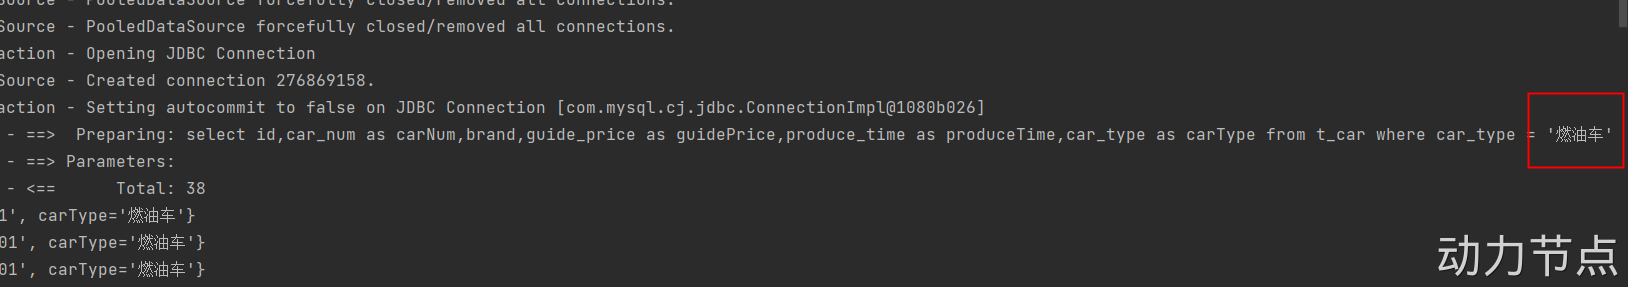 Source - PooledDataSource forcefully closed/removed all connections.
Source - PooledDataSource forcefully closed/removed all connections.
action - Opening JDBC Connection
Source - Created connection 276869158.
action - Setting autocommit to false on JDBC Connection [com.mysql.cj.jdbc.ConnectionImpl@1080b026]
- ==>  Preparing: select id,car_num as carNum,brand,guide_price as guidePrice,produce_time as produceTime,car_type as carType from t_car where car_type = '燃油车'
- ==> Parameters:
- <==      Total: 38
1', carType='燃油车'}
01', carType='燃油车'}
01', carType='燃油车'}
动力节点